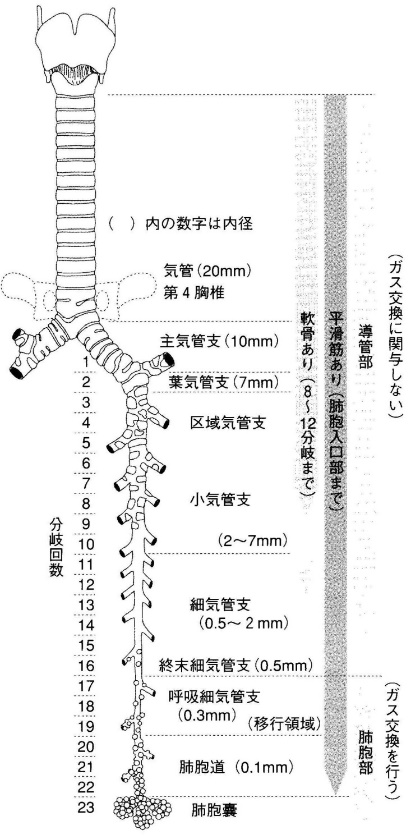 ( )内の数字は内径
気管(20mm)
第4胸椎
主気管支(10mm)
葉気管支(7mm)
区域気管支
小気管支
(2〜7mm)
細気管支
(0.5〜2mm)
終末細気管支(0.5mm)
呼吸細気管支
(0.3mm)
(移行領域)
肺胞道(0.1mm)
肺胞嚢
分岐回数
1
2
3
4
5
6
7
8
9
10
11
12
13
14
15
16
17
18
19
20
21
22
23
軟骨あり(8〜12分岐まで)
平滑筋あり(肺胞入口部まで)
導管部
(ガス交換に関与しない)
肺胞部
(ガス交換を行う)